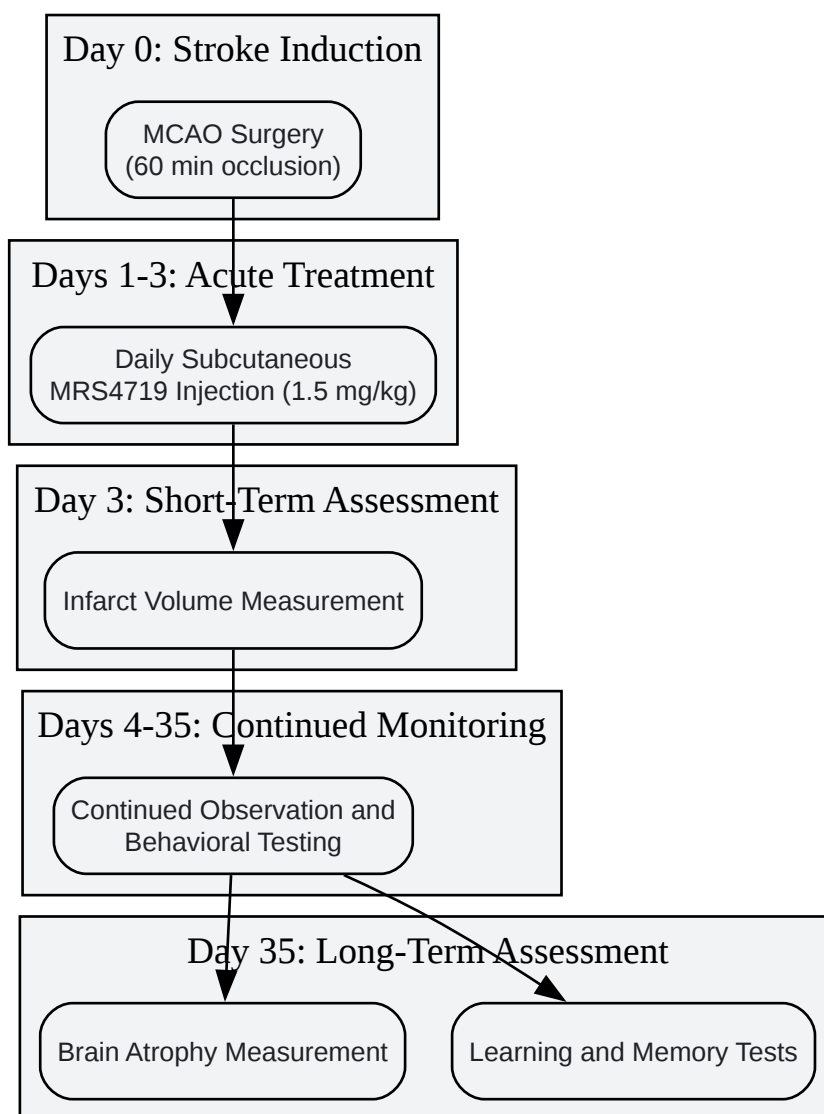 Day 0: Stroke Induction
MCAO Surgery
(60 min occlusion)
Days 1-3: Acute Treatment
Daily Subcutaneous
MRS4719 Injection (1.5 mg/kg)
Day 3: Short-Term Assessment
Infarct Volume Measurement
Days 4-35: Continued Monitoring
Continued Observation and
Behavioral Testing
Day 35: Long-Term Assessment
Brain Atrophy Measurement
Learning and Memory Tests